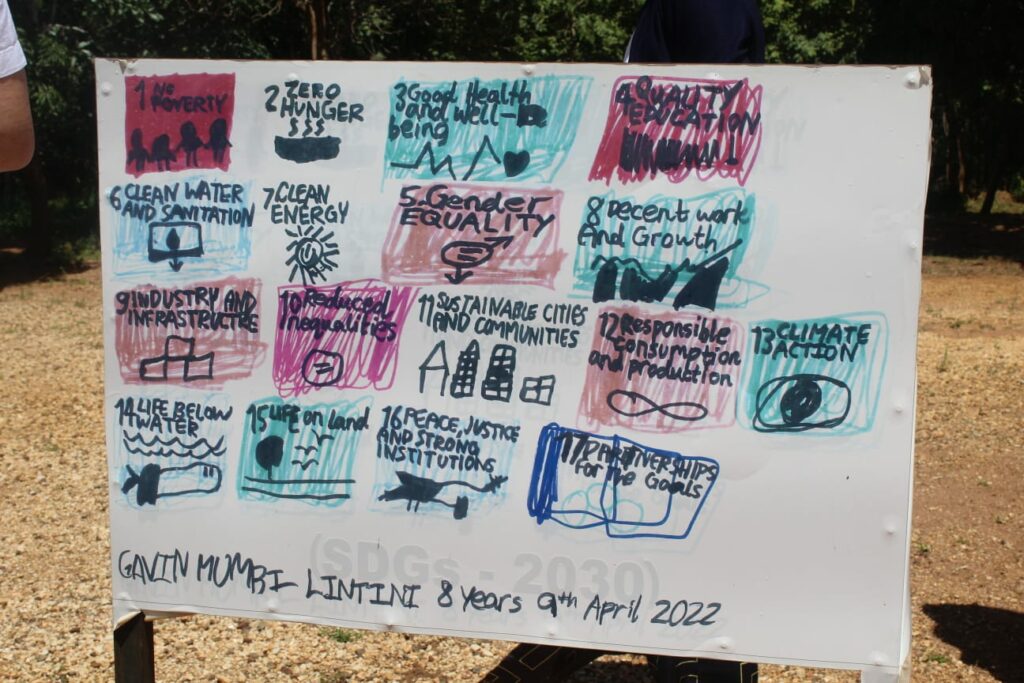 1 NO
POVERTY
2 ZERO
HUNGER
3 Good Health
and Well-
being
4 QUALITY
EDUCATION
6 CLEAN WATER
AND SANITATION
7 CLEAN
ENERGY
5 Gender
EQUALITY
8 Decent work
And Growth
9 INDUSTRY AND
INFRASTRUCTRE
10 Reduced
inequalities
11 SUSTAINABLE CITIES
AND COMMUNITIES
12 Responsible
consumption
and production
13 CLIMATE
ACTION
14 LIFE BELOW
WATER
15 LIFE on Land
16 PEACE, JUSTICE
AND STRONG
INSTITUTIONS
17 PARTNERSHIPS
For the Goals
(SDGs - 2030)
GAVIN MUMBI- LINTINI 8 Years 9th April 2022